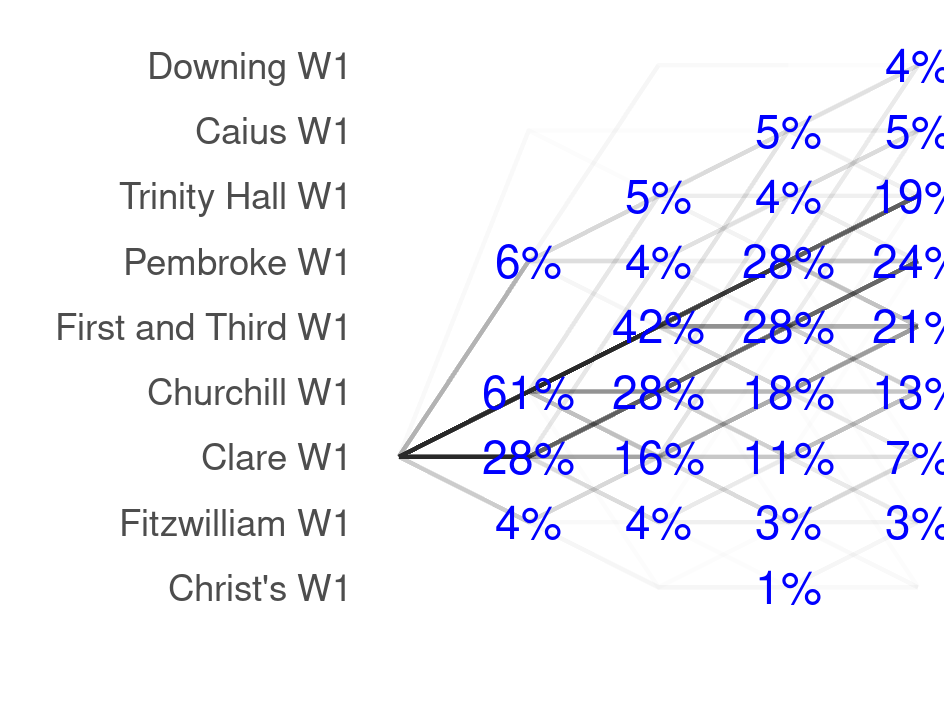 Downing W1 4%
Caius W1 5% 5%
Trinity Hall W1 5% 4% 19%
Pembroke W1 6% 4% 28% 24%
First and Third W1 42% 28% 21%
Churchill W1 61% 28% 18% 13%
Clare W1 28% 16% 11% 7%
Fitzwilliam W1 4% 4% 3% 3%
Christ's W1 1%